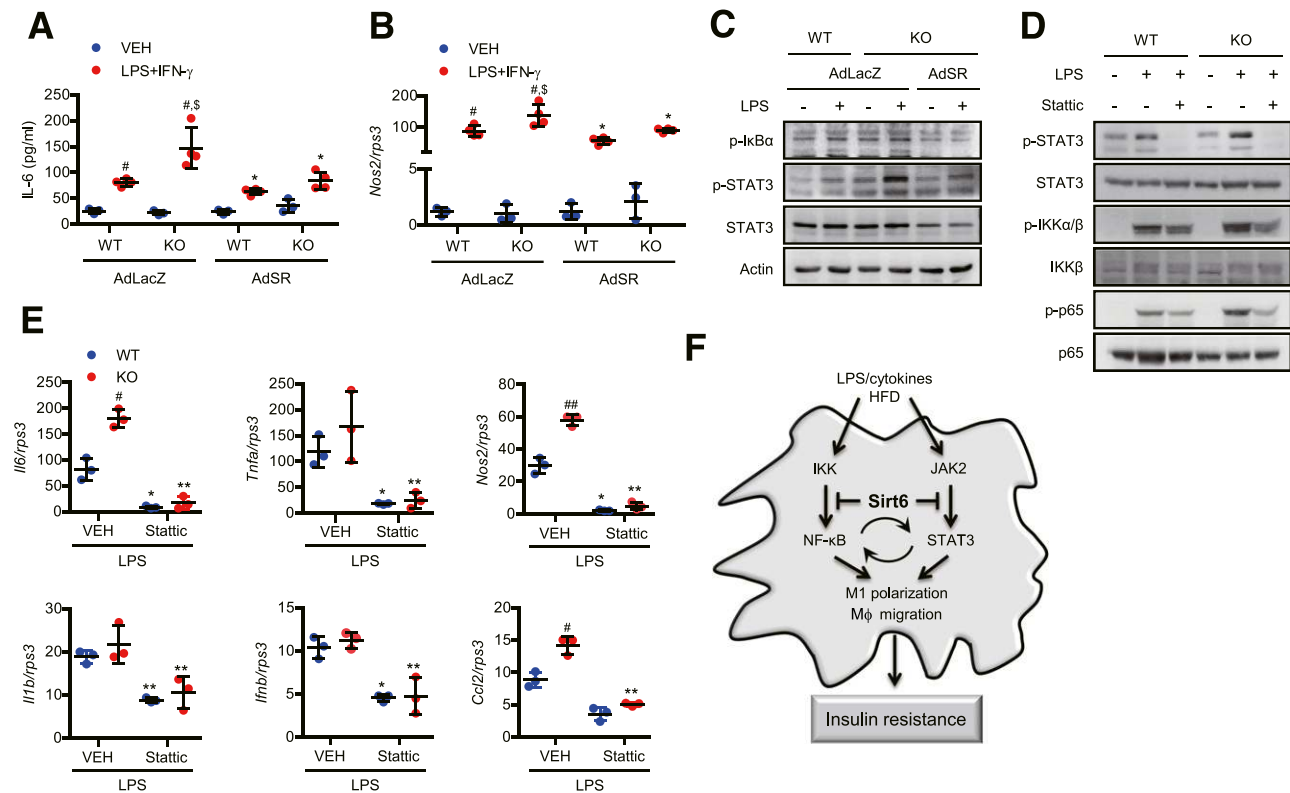 A
VEH
LPS+IFN-γ
IL-6 (pg/ml)
250
200
150
100
50
0
#
#,$
*
*
WT KO WT KO
AdLacZ AdSR
B
VEH
LPS+IFN-γ
Nos2/rps3
200
100
5
0
#
#,$
*
*
WT KO WT KO
AdLacZ AdSR
C
WT KO
AdLacZ AdSR
LPS - + - + - +
p-IκBα
p-STAT3
STAT3
Actin
D
WT KO
LPS - + + - + +
Stattic + +
p-STAT3
STAT3
p-IKKα/β
IKKβ
p-p65
p65
E
WT
KO
Il6/rps3
250
200
150
100
50
0
#
*
**
VEH Stattic
LPS
Tnfa/rps3
250
200
150
100
50
0
*
**
VEH Stattic
LPS
Nos2/rps3
80
60
40
20
0
##
*
**
VEH Stattic
LPS
Il1b/rps3
30
20
10
0
**
**
VEH Stattic
LPS
Ifnb/rps3
15
10
5
0
*
**
VEH Stattic
LPS
Ccl2/rps3
20
15
10
5
0
#
**
VEH Stattic
LPS
F
LPS/cytokines
HFD
IKK JAK2
Sirt6
NF-κB STAT3
M1 polarization
Mϕ migration
Insulin resistance